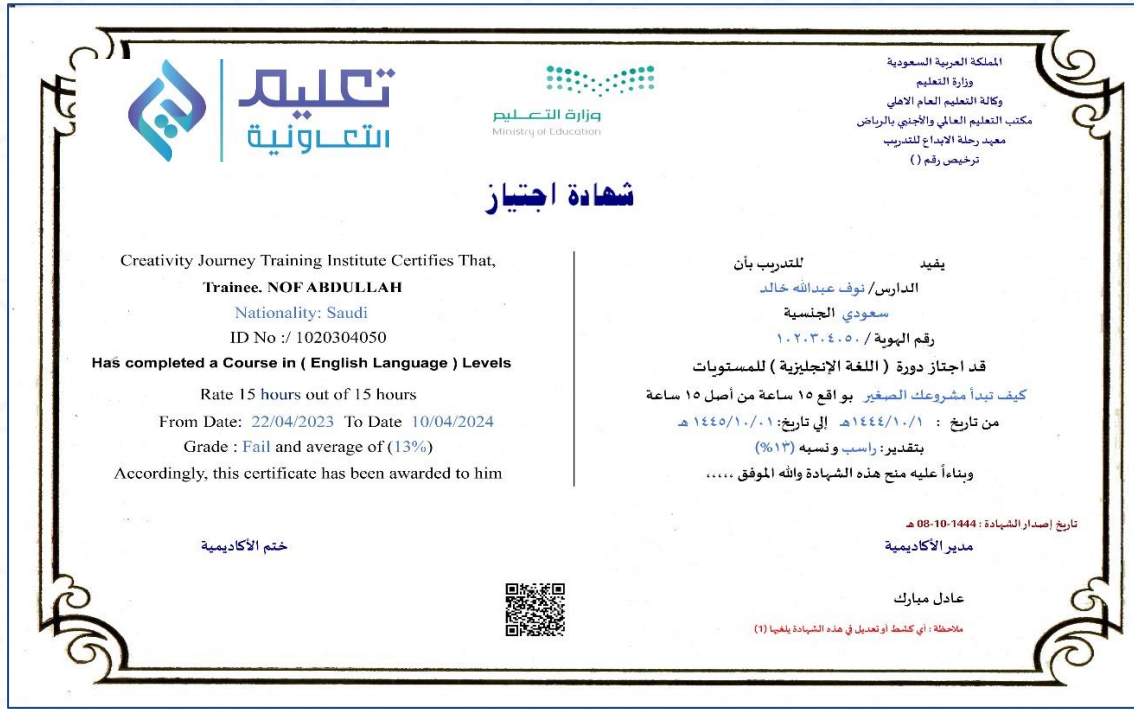 تعليم
التعاونية
وزارة التعـــليم
Ministry of Education
المملكة العربية السعودية
وزارة التعليم
وكالة التعليم العام الاهلي
مكتب التعليم العالي والأجنبي بالرياض
معهد رحلة الابداع للتدريب
ترخيص رقم ( )
شهادة اجتياز
يفيد للتدريب بأن
الدارس/ نوف عبدالله خالد
سعودي الجنسية
رقم الهوية / ١٠٢٠٣٠٤٠٥٠
قد اجتاز دورة ( اللغة الإنجليزية ) للمستويات
كيف تبدأ مشروعك الصغير بو اقع ١٥ ساعة من أصل ١٥ ساعة
من تاريخ : ١٤٤٤/١٠/١هـ إلي تاريخ: ١٤٤٥/١٠/٠١ هـ
بتقدير: راسب و نسبه (١٣%)
وبناءاً عليه منح هذه الشهادة والله الموفق .....
Creativity Journey Training Institute Certifies That,
Trainee. NOF ABDULLAH
Nationality: Saudi
ID No :/ 1020304050
Has completed a Course in ( English Language ) Levels
Rate 15 hours out of 15 hours
From Date: 22/04/2023 To Date 10/04/2024
Grade : Fail and average of (13%)
Accordingly, this certificate has been awarded to him
تاريخ إصدار الشهادة : 1444-10-08 هـ
مدير الأكاديمية
ختم الأكاديمية
عادل مبارك
ملاحظة : أي كشط أو تعديل في هذه الشهادة يلغيها (1)